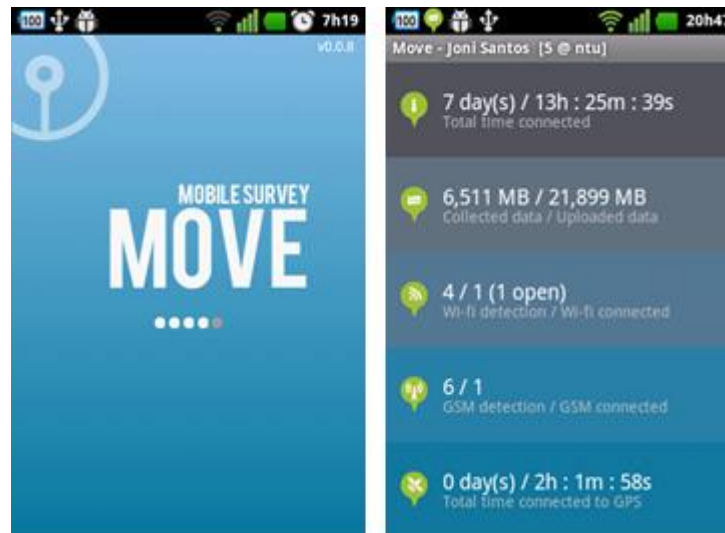 100
7h19
v0.0.8
MOBILE SURVEY
MOVE
100
20h47
Move - Joni Santos [5 @ ntu]
7 day(s) / 13h : 25m : 39s
Total time connected
6,511 MB / 21,899 MB
Collected data / Uploaded data
4 / 1 (1 open)
Wi-fi detection / Wi-fi connected
6 / 1
GSM detection / GSM connected
0 day(s) / 2h : 1m : 58s
Total time connected to GPS